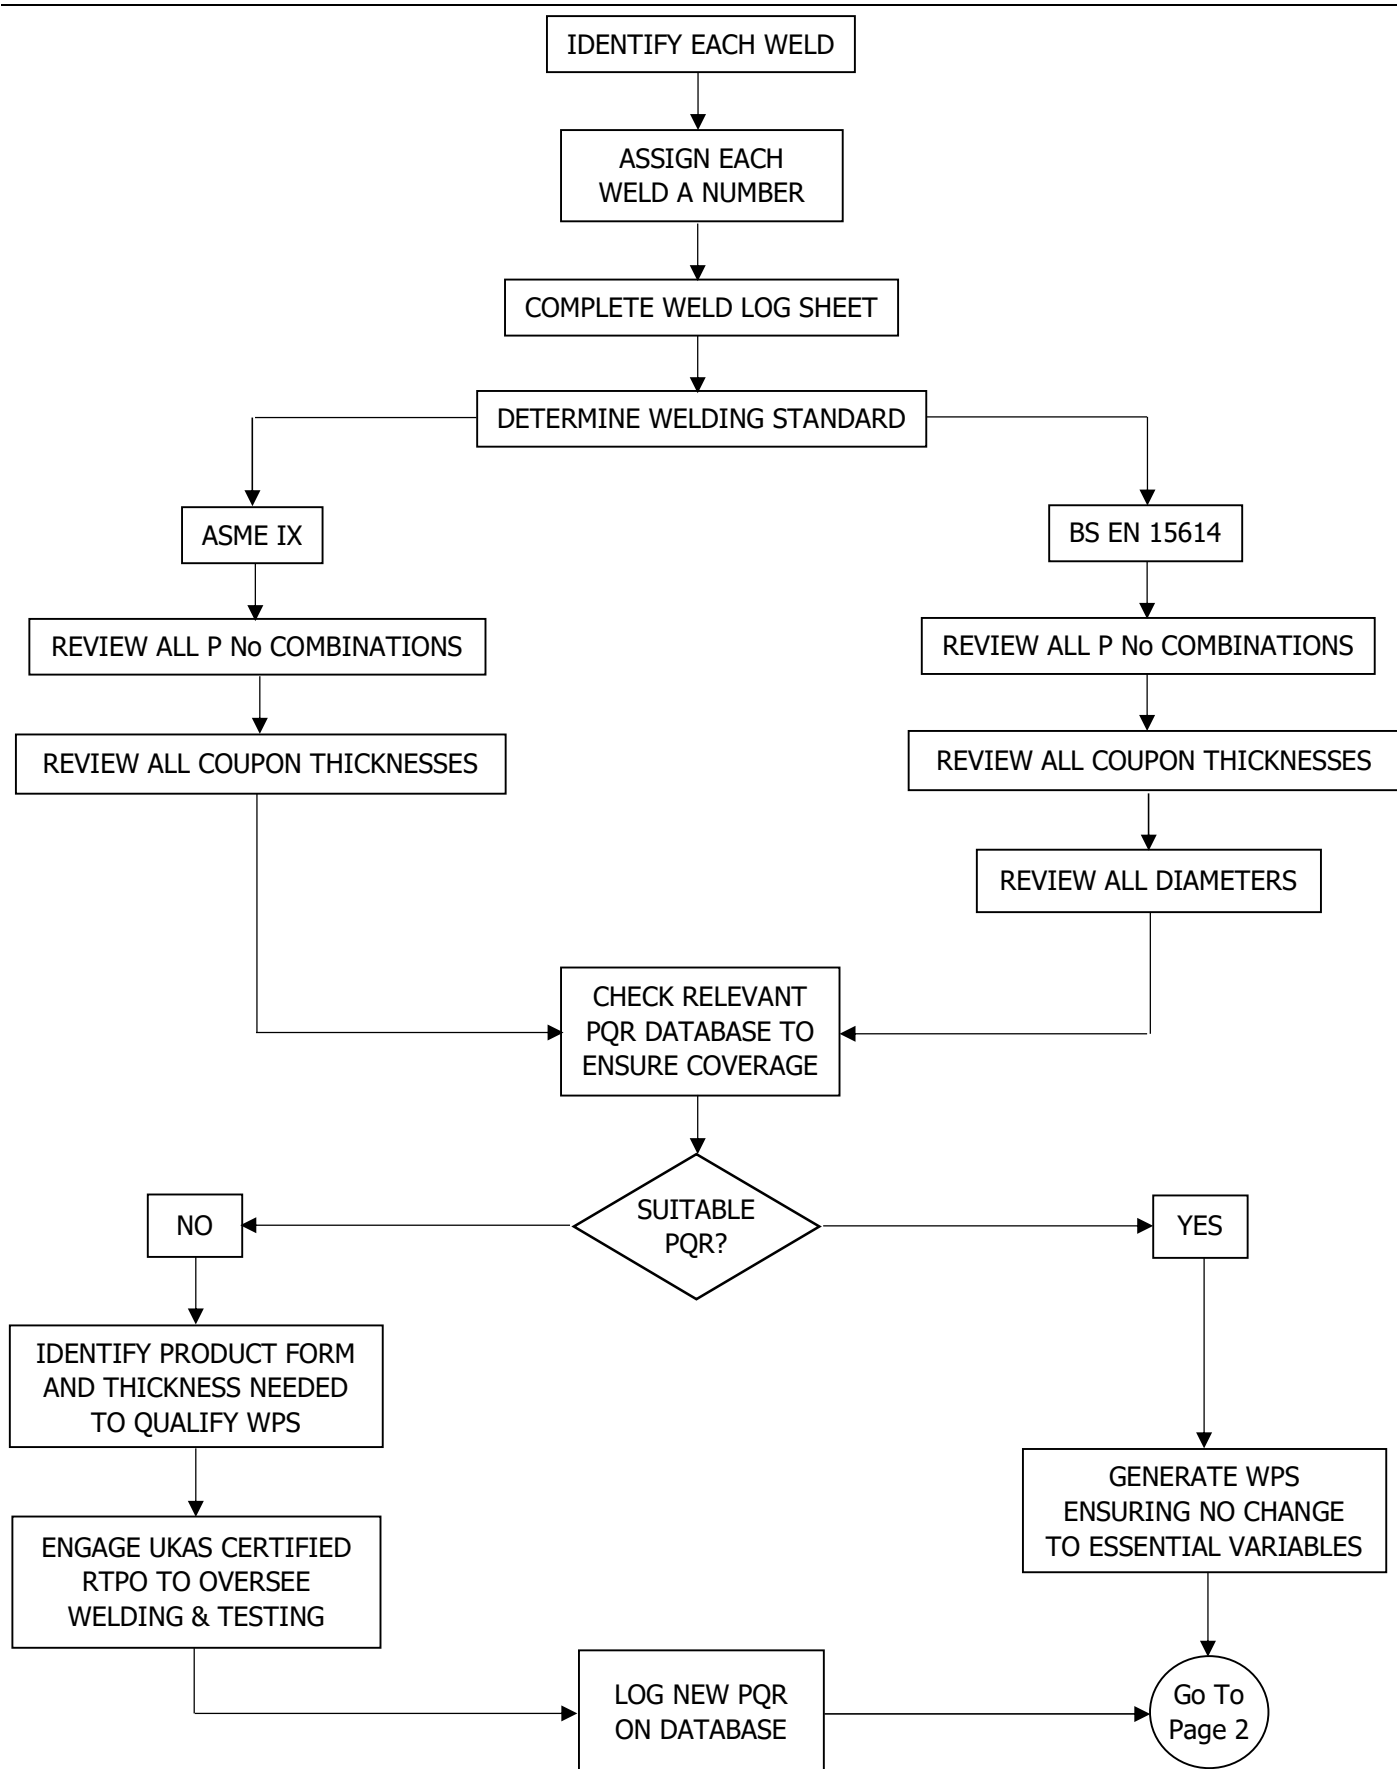 IDENTIFY EACH WELD
ASSIGN EACH
WELD A NUMBER
COMPLETE WELD LOG SHEET
DETERMINE WELDING STANDARD
ASME IX
BS EN 15614
REVIEW ALL P No COMBINATIONS
REVIEW ALL P No COMBINATIONS
REVIEW ALL COUPON THICKNESSES
REVIEW ALL COUPON THICKNESSES
REVIEW ALL DIAMETERS
CHECK RELEVANT
PQR DATABASE TO
ENSURE COVERAGE
SUITABLE
PQR?
NO
YES
IDENTIFY PRODUCT FORM
AND THICKNESS NEEDED
TO QUALIFY WPS
GENERATE WPS
ENSURING NO CHANGE
TO ESSENTIAL VARIABLES
ENGAGE UKAS CERTIFIED
RTPO TO OVERSEE
WELDING & TESTING
LOG NEW PQR
ON DATABASE
Go To
Page 2